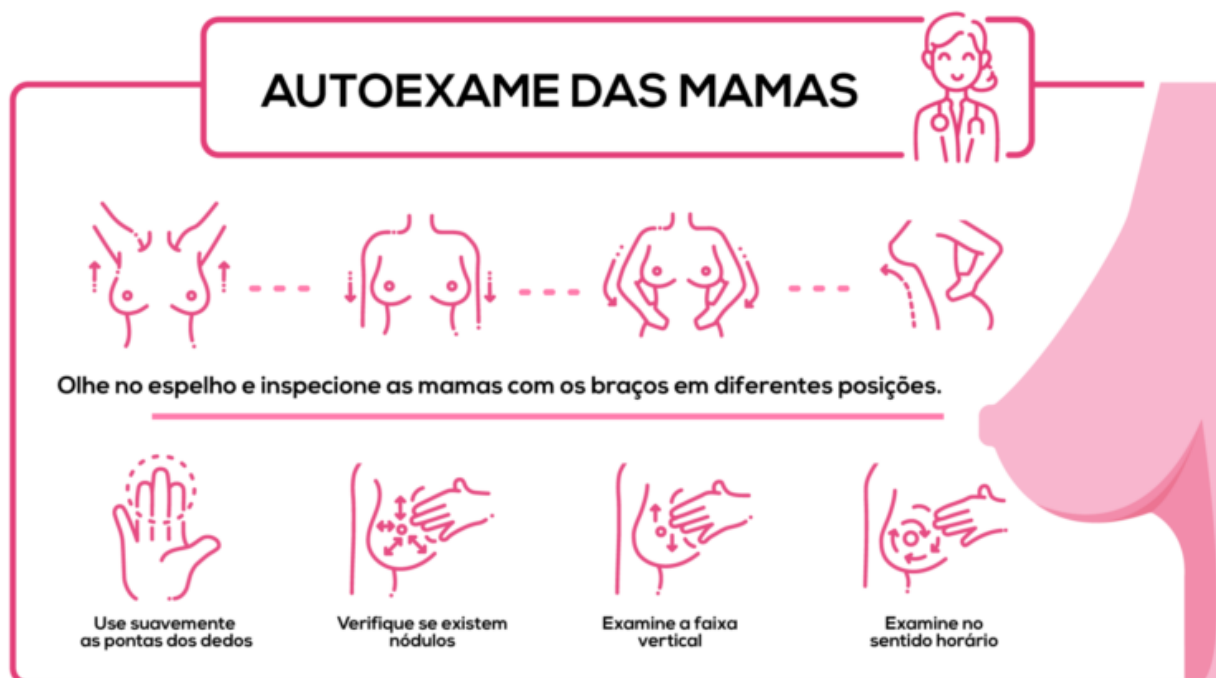 AUTOEXAME DAS MAMAS
Olhe no espelho e inspecione as mamas com os braços em diferentes posições.
Use suavemente
as pontas dos dedos
Verifique se existem
nódulos
Examine a faixa
vertical
Examine no
sentido horário